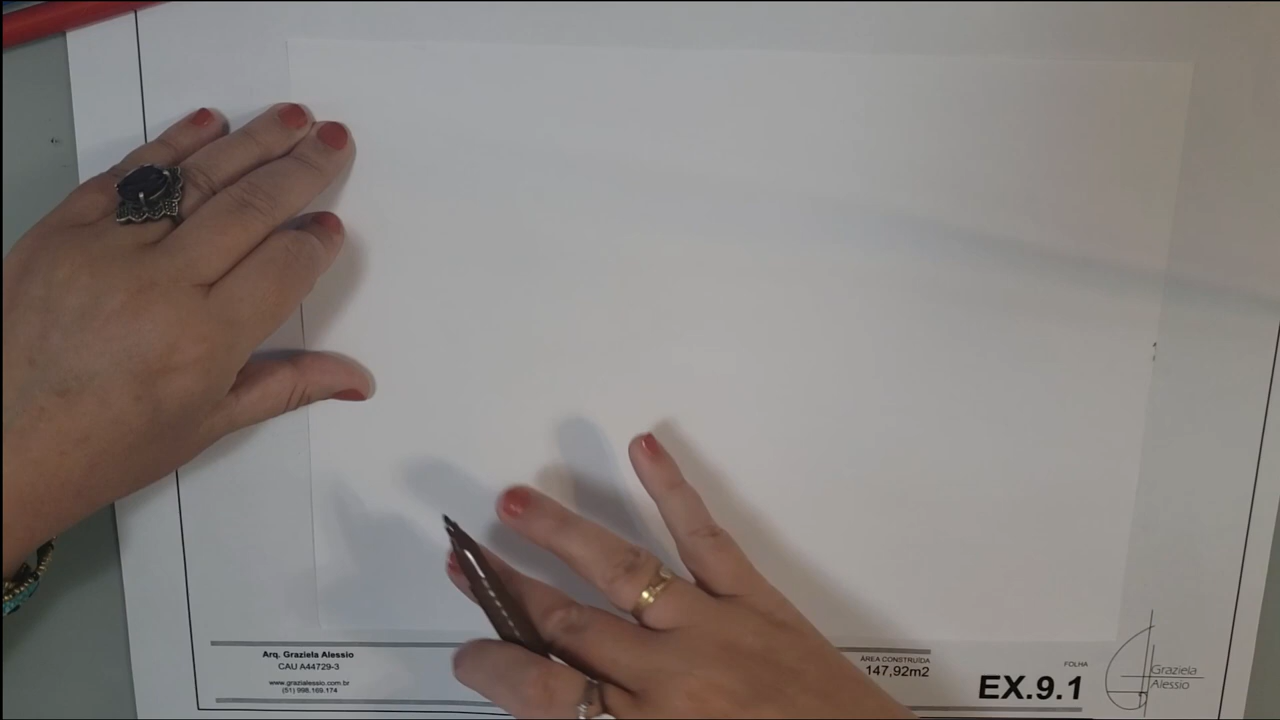 Arq. Graziela Alessio
CAU A44729-3
www.grazialessio.com.br
(51) 998.169.174
ÁREA CONSTRUÍDA
147,92m2
FOLHA
EX.9.1
Graziela
Alessio